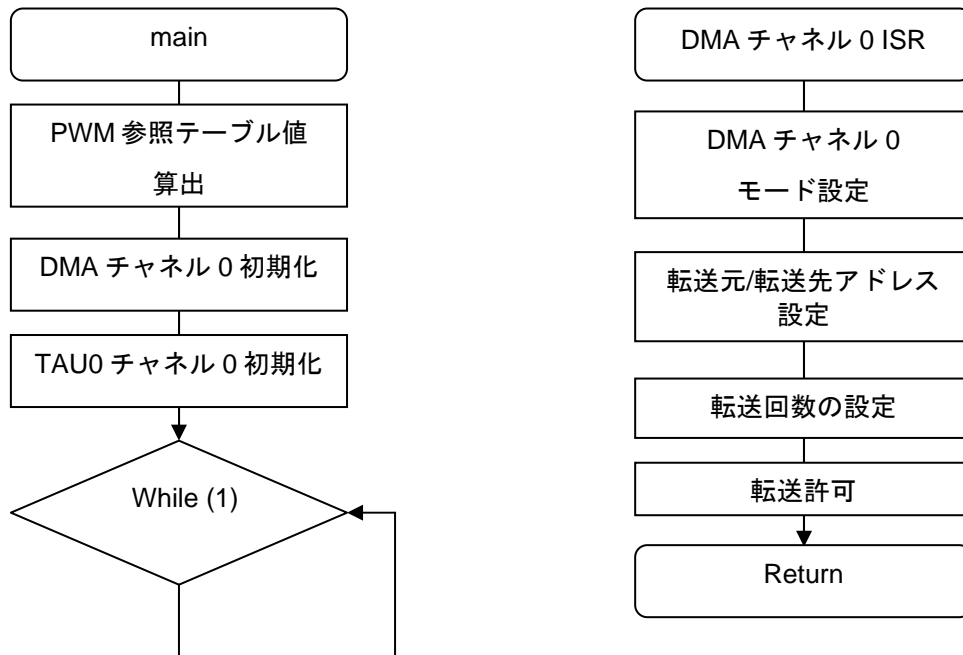 main
PWM 参照テーブル値
算出
DMA チャネル 0 初期化
TAU0 チャネル 0 初期化
While (1)
DMA チャネル 0 ISR
DMA チャネル 0
モード設定
転送元/転送先アドレス
設定
転送回数の設定
転送許可
Return